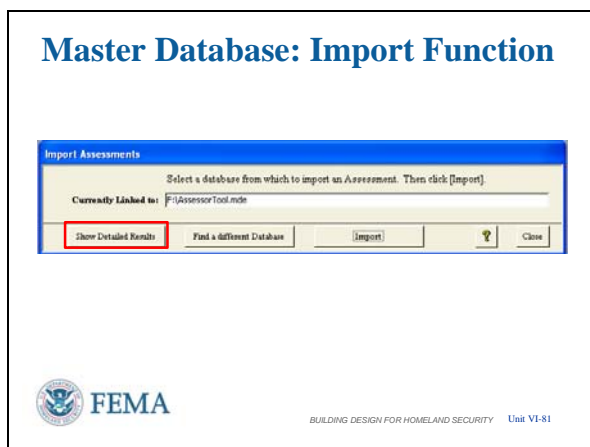 Master Database: Import Function
Import Assessments
Select a database from which to import an Assessment. Then click [Import].
Currently Linked to: F:\AssessorTool.mde
Show Detailed Results Find a different Database Import ? Close
FEMA
BUILDING DESIGN FOR HOMELAND SECURITY Unit VI-81